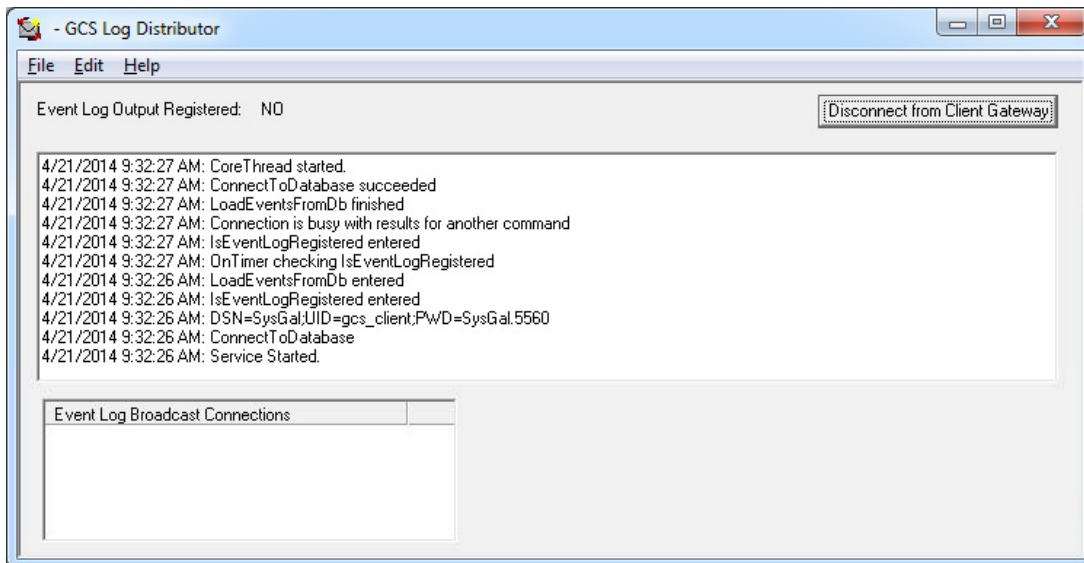 - GCS Log Distributor
File Edit Help
Event Log Output Registered: NO
Disconnect from Client Gateway
4/21/2014 9:32:27 AM: CoreThread started.
4/21/2014 9:32:27 AM: ConnectToDatabase succeeded
4/21/2014 9:32:27 AM: LoadEventsFromDb finished
4/21/2014 9:32:27 AM: Connection is busy with results for another command
4/21/2014 9:32:27 AM: IsEventLogRegistered entered
4/21/2014 9:32:27 AM: OnTimer checking IsEventLogRegistered
4/21/2014 9:32:26 AM: LoadEventsFromDb entered
4/21/2014 9:32:26 AM: IsEventLogRegistered entered
4/21/2014 9:32:26 AM: DSN=SysGal;UID=gcs_client;PWD=SysGal.5560
4/21/2014 9:32:26 AM: ConnectToDatabase
4/21/2014 9:32:26 AM: Service Started.
Event Log Broadcast Connections